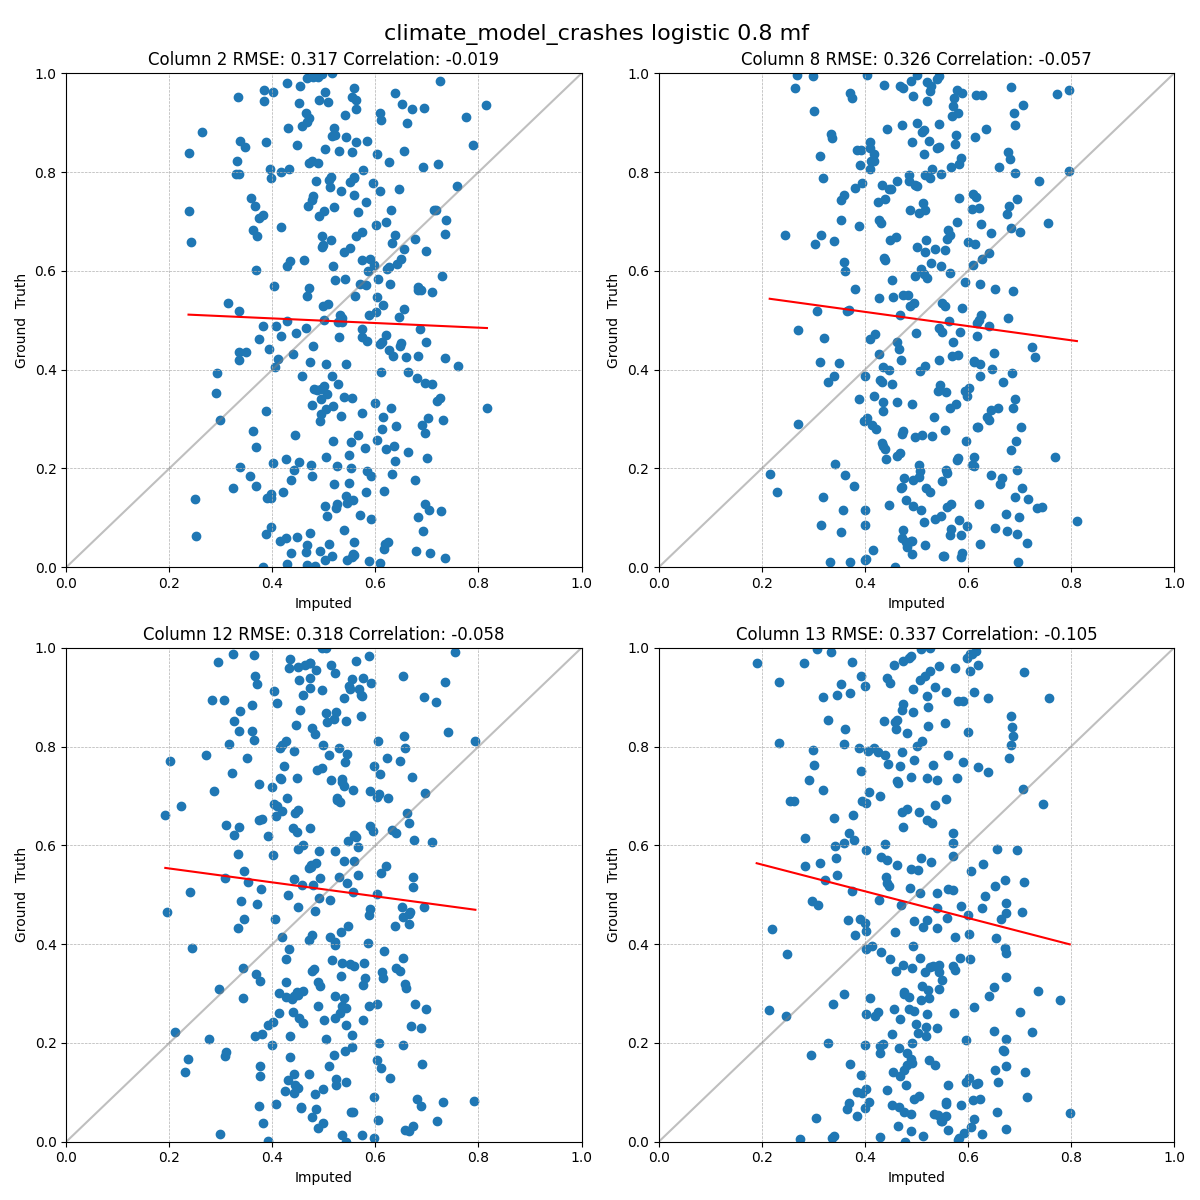 climate_model_crashes logistic 0.8 mf
Column 2 RMSE: 0.317 Correlation: -0.019
Column 8 RMSE: 0.326 Correlation: -0.057
1.0
0.8
0.6
0.4
0.2
0.0
Ground Truth
0.0 0.2 0.4 0.6 0.8 1.0
Imputed
1.0
0.8
0.6
0.4
0.2
0.0
Ground Truth
0.0 0.2 0.4 0.6 0.8 1.0
Imputed
Column 12 RMSE: 0.318 Correlation: -0.058
Column 13 RMSE: 0.337 Correlation: -0.105
1.0
0.8
0.6
0.4
0.2
0.0
Ground Truth
0.0 0.2 0.4 0.6 0.8 1.0
Imputed
1.0
0.8
0.6
0.4
0.2
0.0
Ground Truth
0.0 0.2 0.4 0.6 0.8 1.0
Imputed